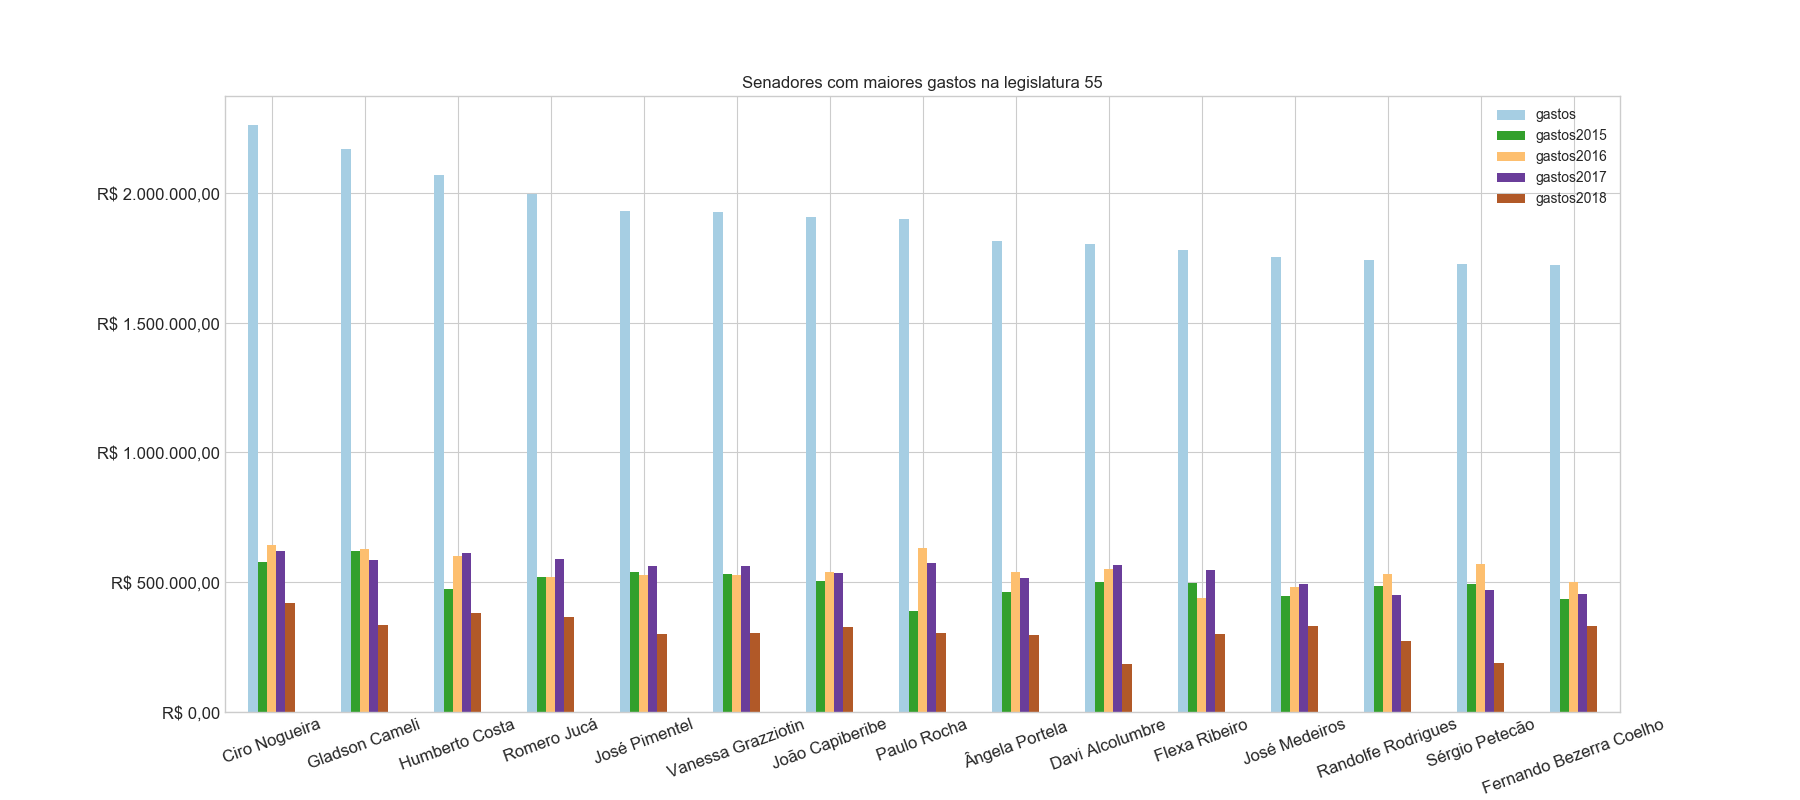 Senadores com maiores gastos na legislatura 55
gastos
gastos2015
gastos2016
gastos2017
gastos2018
R$ 2.000.000,00
R$ 1.500.000,00
R$ 1.000.000,00
R$ 500.000,00
R$ 0,00
Ciro Nogueira
Gladson Cameli
Humberto Costa
Romero Jucá
José Pimentel
Vanessa Grazziotin
João Capiberibe
Paulo Rocha
Ângela Portela
Davi Alcolumbre
Flexa Ribeiro
José Medeiros
Randolfe Rodrigues
Sérgio Petecão
Fernando Bezerra Coelho